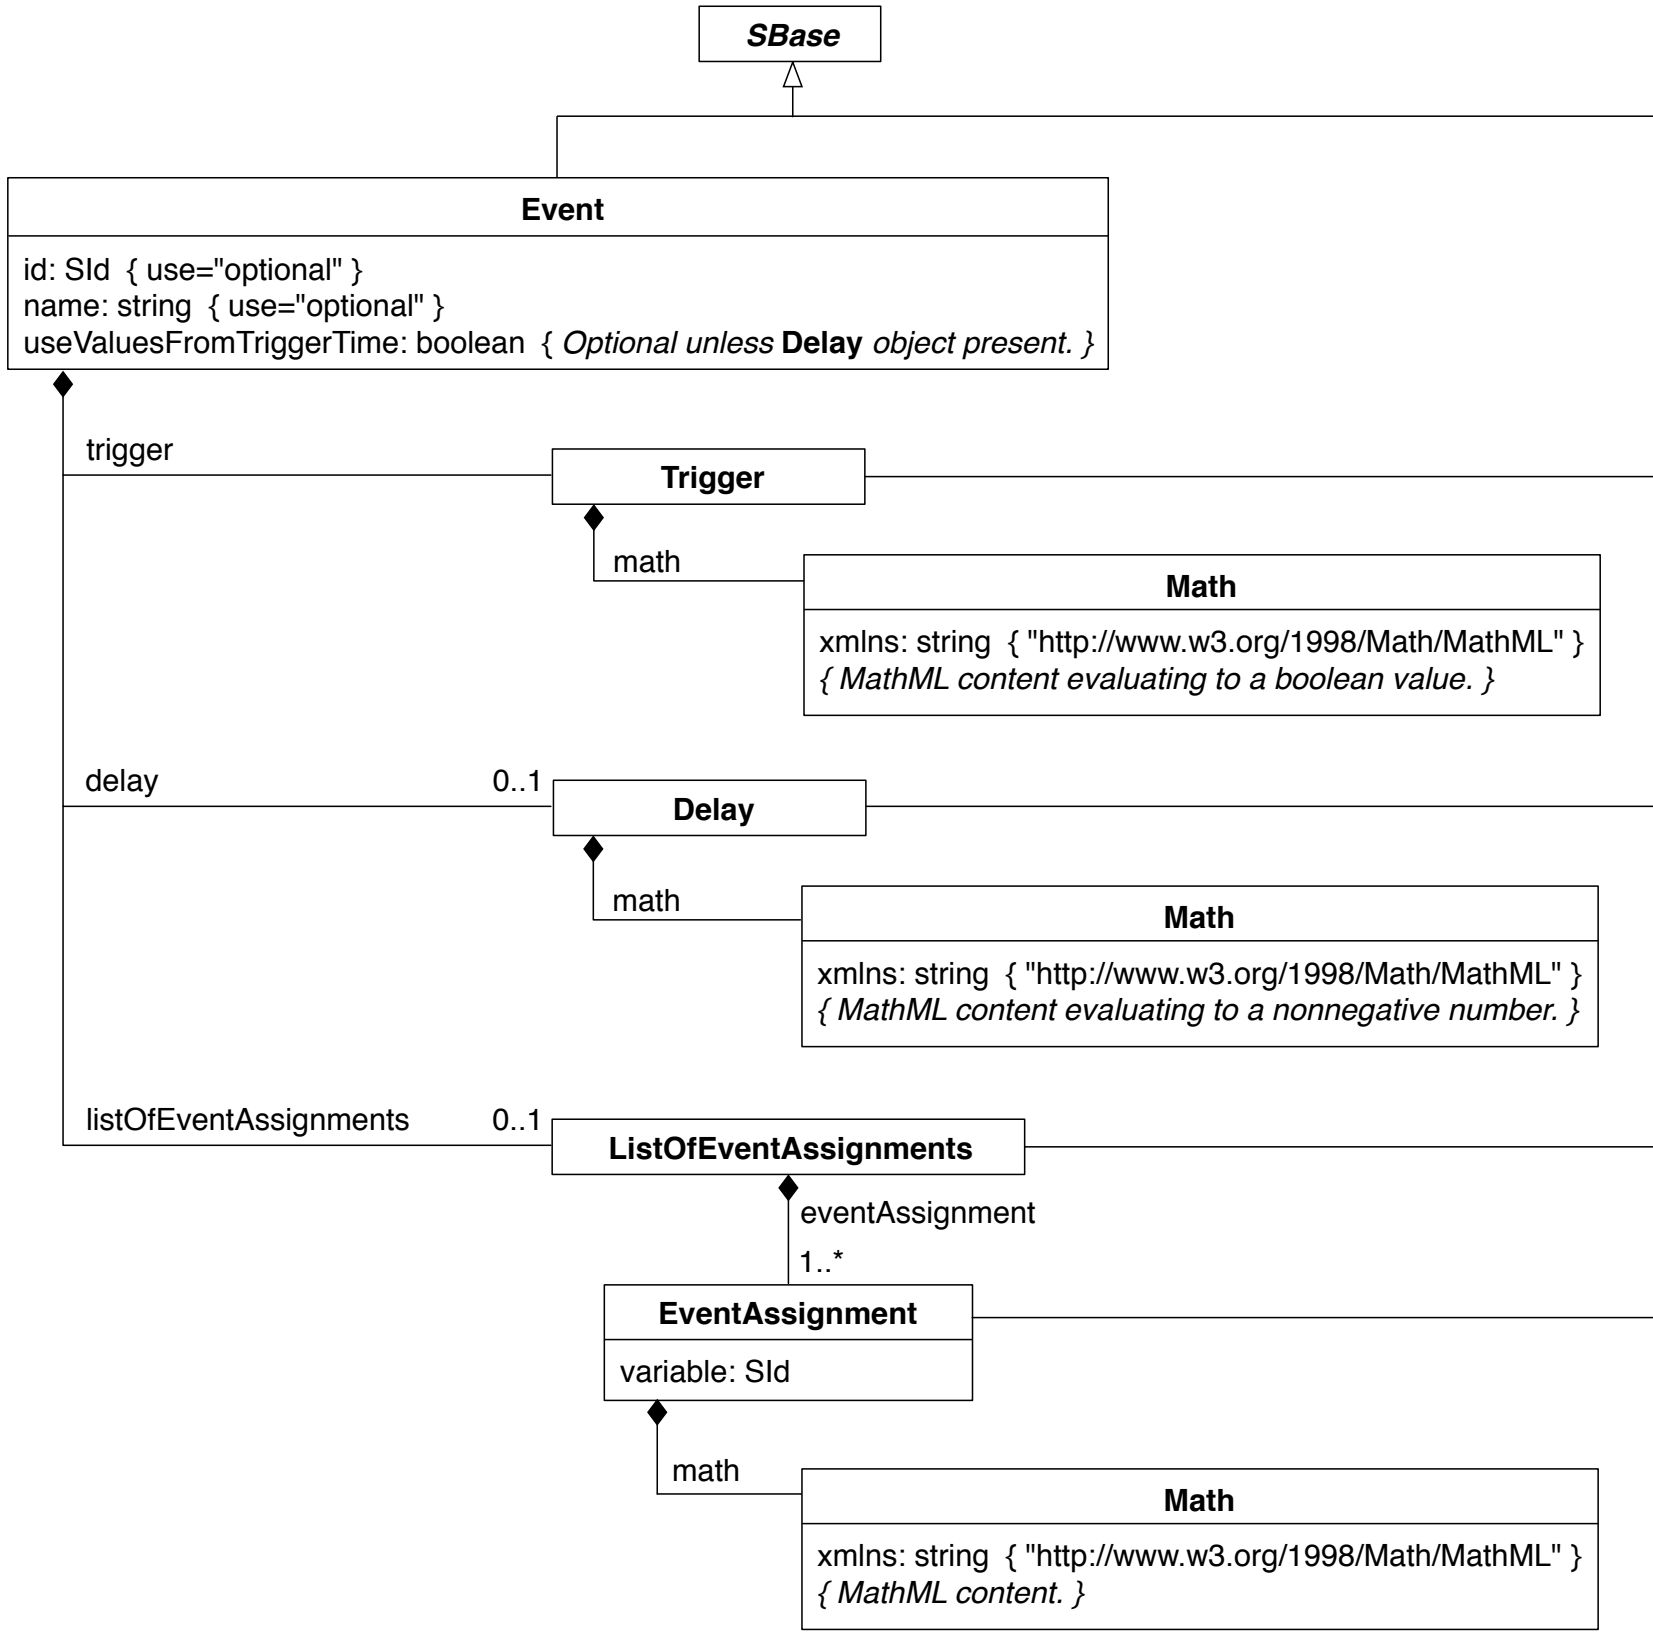 SBase
Event
id: SId { use="optional" }
name: string { use="optional" }
useValuesFromTriggerTime: boolean { Optional unless Delay object present. }
trigger
Trigger
math
Math
xmlns: string { "http://www.w3.org/1998/Math/MathML" }
{ MathML content evaluating to a boolean value. }
delay 0..1
Delay
math
Math
xmlns: string { "http://www.w3.org/1998/Math/MathML" }
{ MathML content evaluating to a nonnegative number. }
listOfEventAssignments 0..1
ListOfEventAssignments
eventAssignment
1..*
EventAssignment
variable: SId
math
Math
xmlns: string { "http://www.w3.org/1998/Math/MathML" }
{ MathML content. }